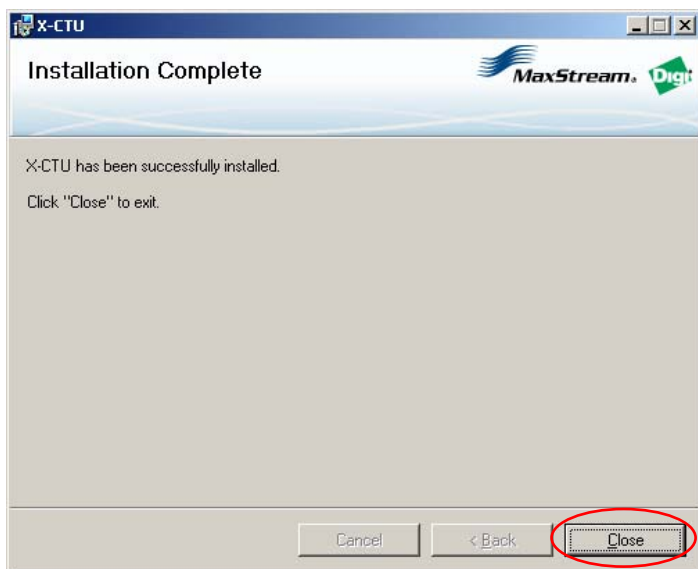 X-CTU
Installation Complete
MaxStream® Digi
X-CTU has been successfully installed.
Click "Close" to exit.
Cancel
< Back
Close